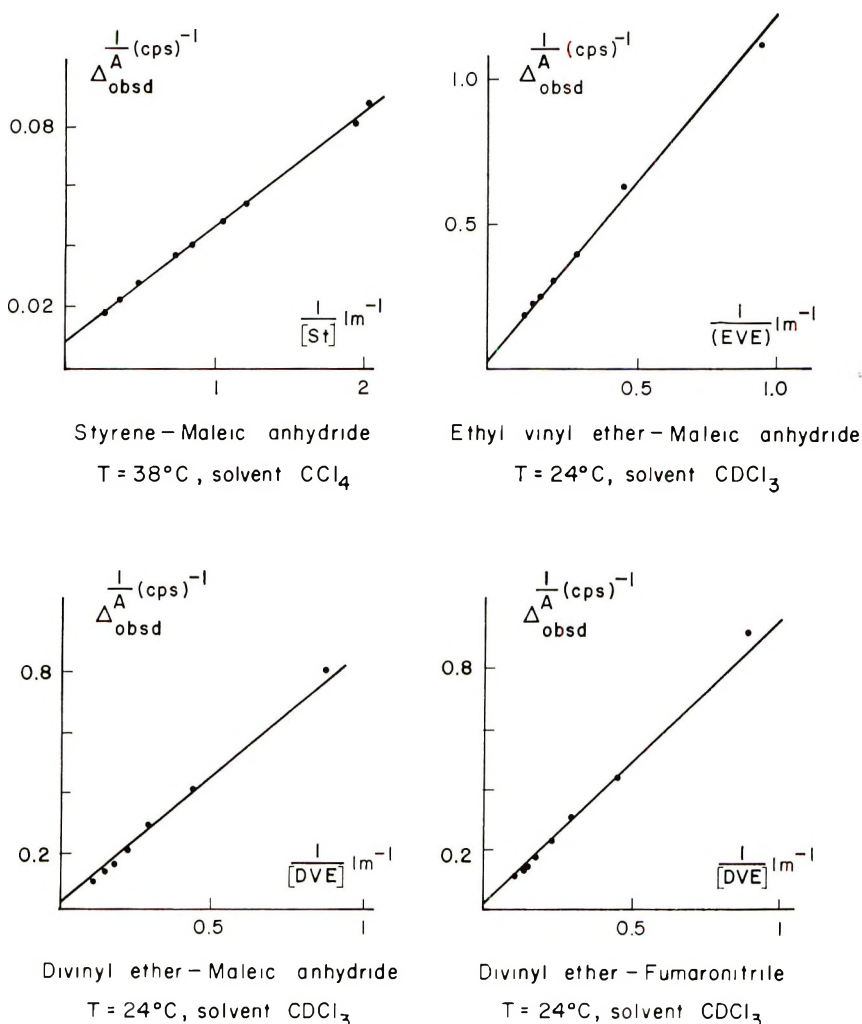 1/A (cps)⁻¹
Δ obsd
0.08
0.02
1/[St] lm⁻¹
1 2
Styrene – Maleic anhydride
T = 38°C, solvent CCl₄
1/A (cps)⁻¹
Δ obsd
1.0
0.5
1/(EVE) lm⁻¹
0.5 1.0
Ethyl vinyl ether – Maleic anhydride
T = 24°C, solvent CDCl₃
1/A (cps)⁻¹
Δ obsd
0.8
0.2
1/[DVE] lm⁻¹
0.5 1
Divinyl ether – Maleic anhydride
T = 24°C, solvent CDCl₃
1/A (cps)⁻¹
Δ obsd
0.8
0.2
1/[DVE] lm⁻¹
0.5 1
Divinyl ether – Fumaronitrile
T = 24°C, solvent CDCl₃